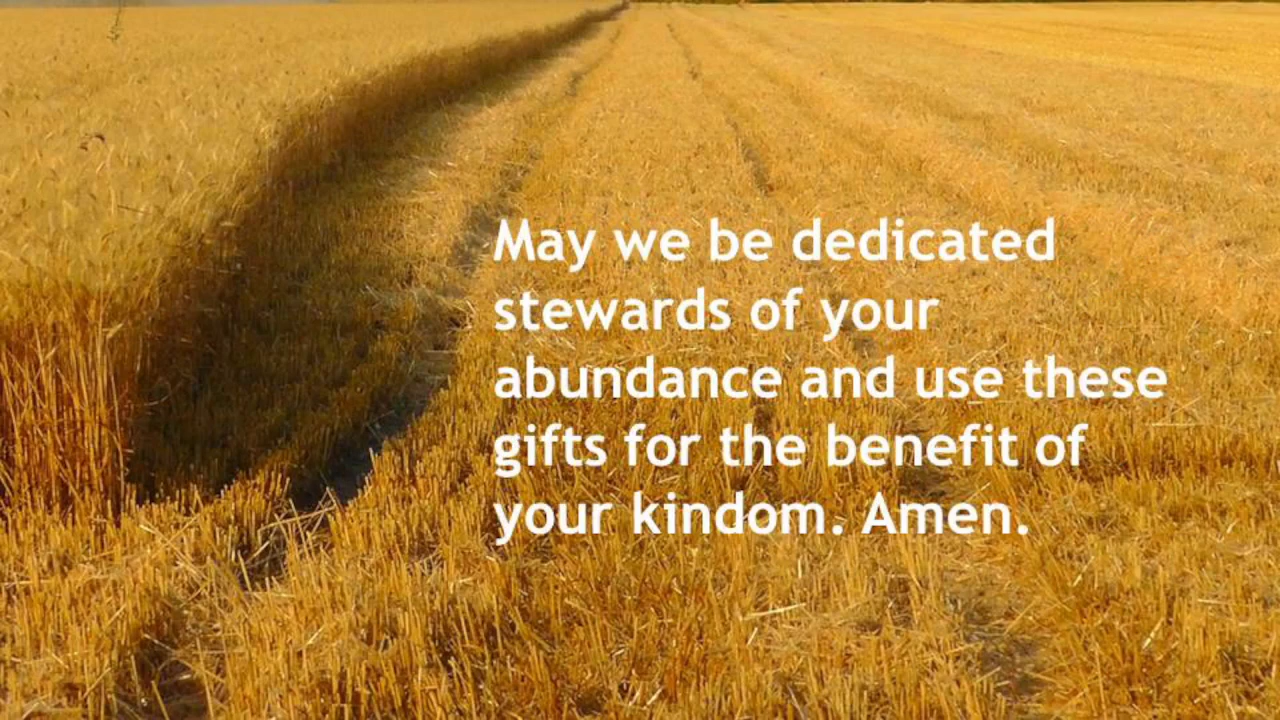 May we be dedicated
stewards of your
abundance and use these
gifts for the benefit of
your kindom. Amen.